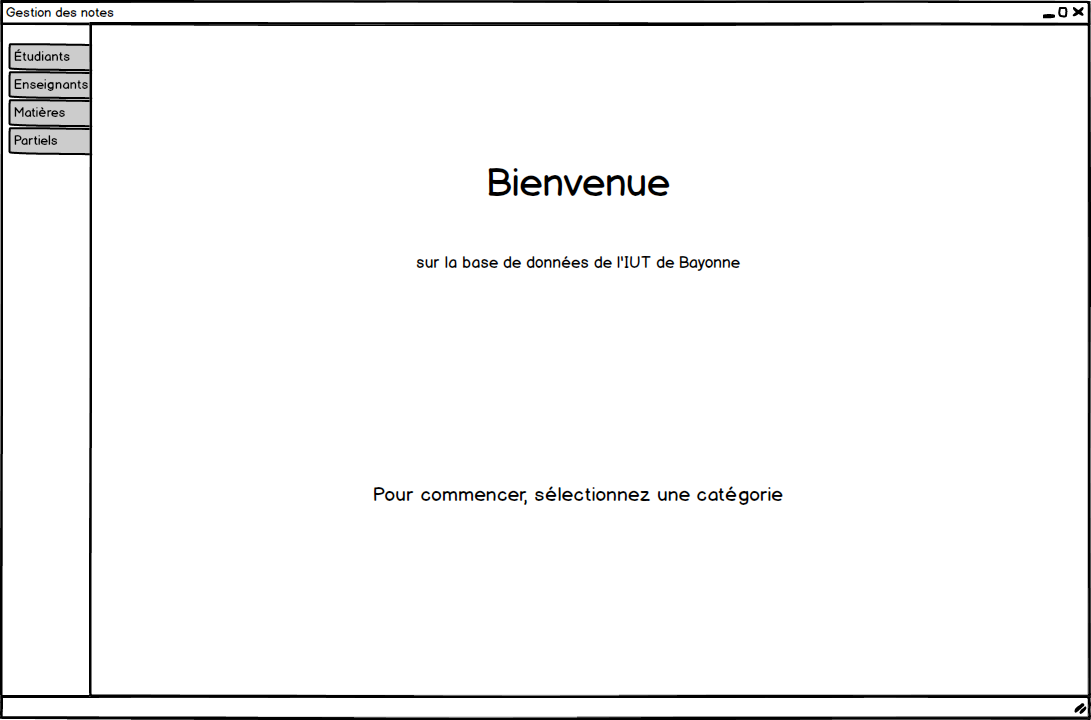 Gestion des notes
Étudiants
Enseignants
Matières
Partiels
Bienvenue
sur la base de données de l'IUT de Bayonne
Pour commencer, sélectionnez une catégorie